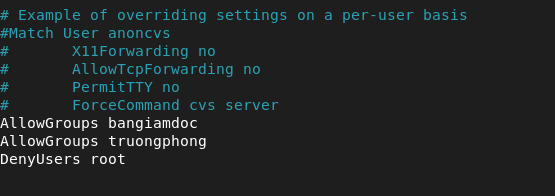 # Example of overriding settings on a per-user basis
#Match User anoncvs
#       X11Forwarding no
#       AllowTcpForwarding no
#       PermitTTY no
#       ForceCommand cvs server
AllowGroups bangiamdoc
AllowGroups truongphong
DenyUsers root